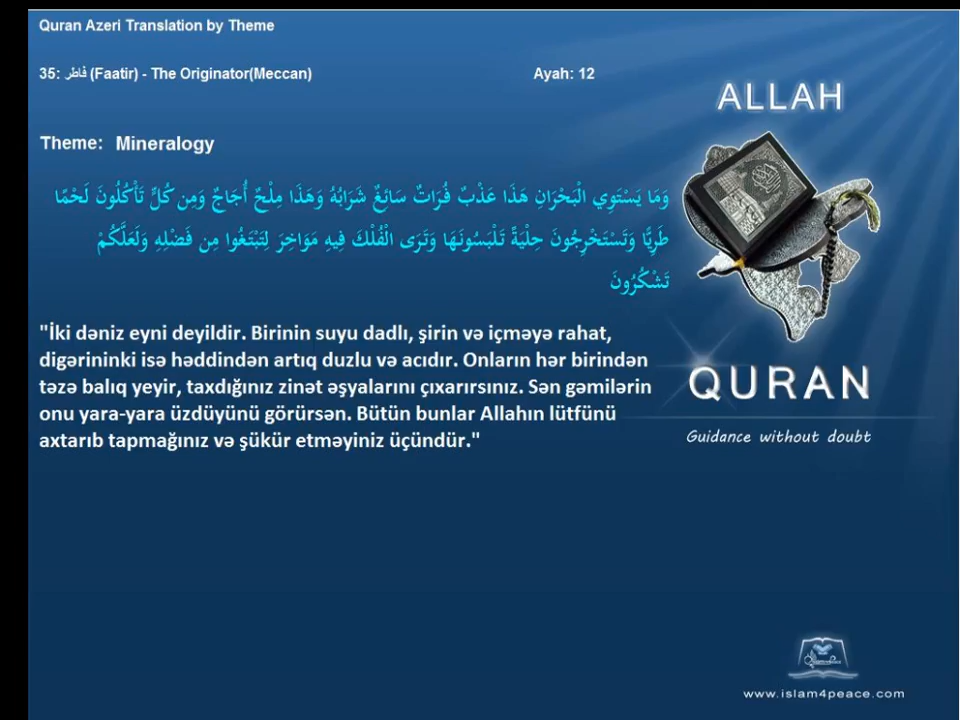 Quran Azeri Translation by Theme
35: فاطر (Faatir) - The Originator(Meccan)
Ayah: 12
ALLAH
Theme: Mineralogy
وَمَا يَسْتَوِي الْبَحْرَانِ هَذَا عَذْبٌ فُرَاتٌ سَائِغٌ شَرَابُهُ وَهَذَا مِلْحٌ أُجَاجٌ وَمِن كُلٍّ تَأْكُلُونَ لَحْمًا
طَرِيًّا وَتَسْتَخْرِجُونَ حِلْيَةً تَلْبَسُونَهَا وَتَرَى الْفُلْكَ فِيهِ مَوَاخِرَ لِتَبْتَغُوا مِن فَضْلِهِ وَلَعَلَّكُمْ
تَشْكُرُونَ
"İki dəniz eyni deyildir. Birinin suyu dadlı, şirin və içməyə rahat,
digərininki isə həddindən artıq duzlu və acıdır. Onların hər birindən
təzə balıq yeyir, taxdığınız zinət əşyalarını çıxarırsınız. Sən gəmilərin
onu yara-yara üzdüyünü görürsən. Bütün bunlar Allahın lütfünü
axtarıb tapmağınız və şükür etməyiniz üçündür."
QURAN
Guidance without doubt
www.islam4peace.com